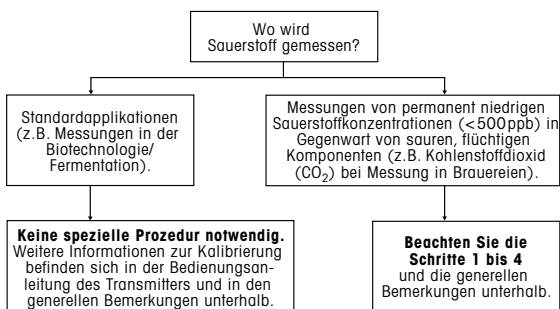 Wo wird
Sauerstoff gemessen?
Standardapplikationen
(z.B. Messungen in der
Biotechnologie/
Fermentation).
Messungen von permanent niedrigen
Sauerstoffkonzentrationen (<500ppb) in
Gegenwart von sauren, flüchtigen
Komponenten (z.B. Kohlenstoffdioxid
(CO₂) bei Messung in Brauereien).
Keine spezielle Prozedur notwendig.
Weitere Informationen zur Kalibrierung
befinden sich in der Bedienungsan-
leitung des Transmitters und in den
generellen Bemerkungen unterhalb.
Beachten Sie die
Schritte 1 bis 4
und die generellen
Bemerkungen unterhalb.